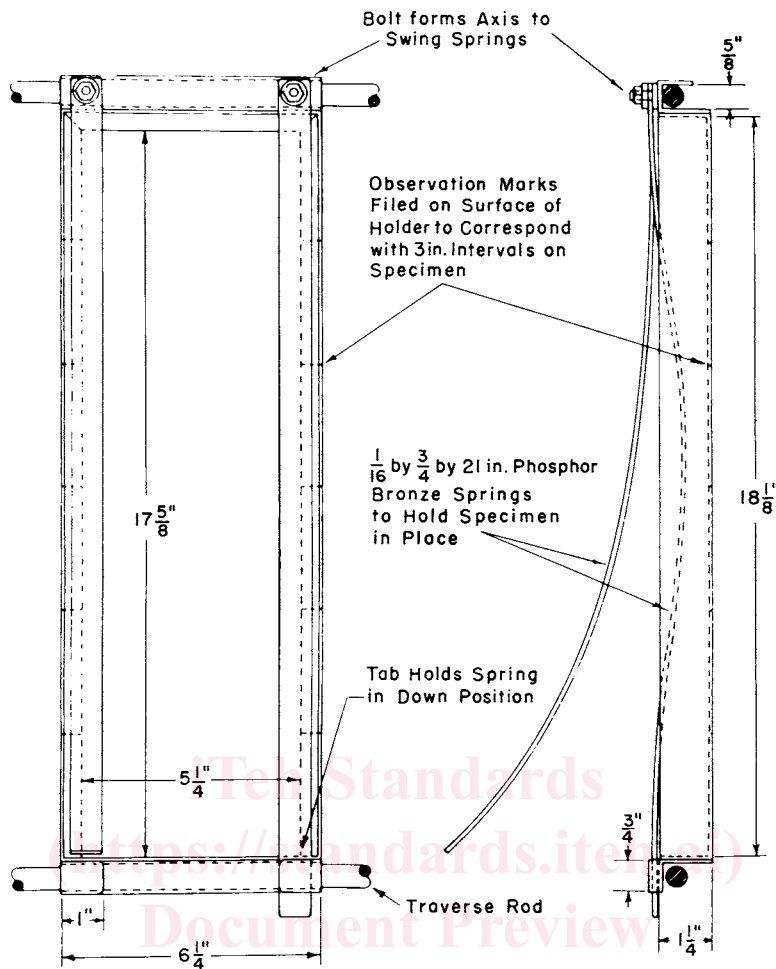 Bolt forms Axis to
Swing Springs
5/8"
Observation Marks
Filed on Surface of
Holder to Correspond
with 3in. Intervals on
Specimen
1/16 by 3/4 by 21 in. Phosphor
Bronze Springs
to Hold Specimen
in Place
17 5/8"
18 1/8"
Tab Holds Spring
in Down Position
5 1/4"
3/4"
Traverse Rod
1"
6 1/4"
1 1/4"
iTeh Standards
(https://standards.iteh.ai)
Document Preview